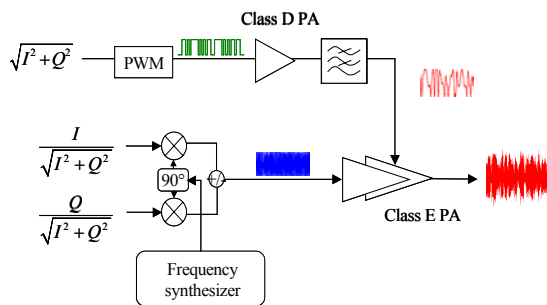 Class D PA
√I²+Q²
PWM
I
√I²+Q²
90°
+/-
Q
√I²+Q²
Class E PA
Frequency
synthesizer